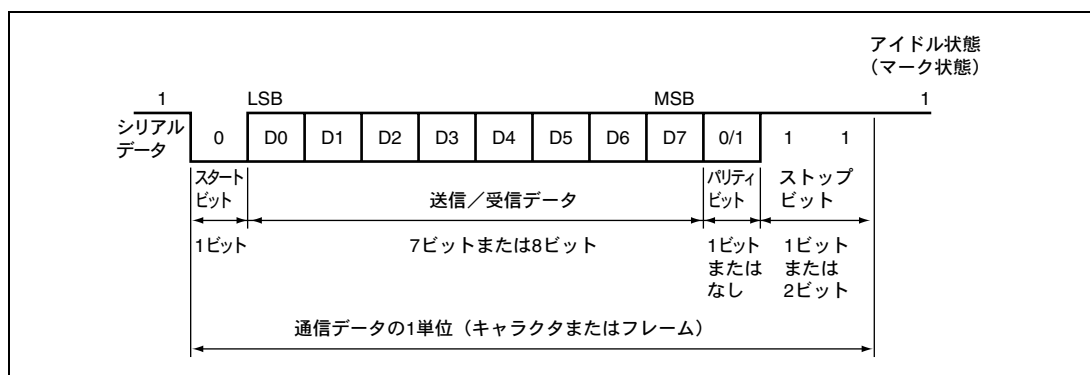 アイドル状態
（マーク状態）
1 LSB MSB 1
シリアル
データ
0 D0 D1 D2 D3 D4 D5 D6 D7 0/1 1 1
スタート
ビット
送信／受信データ
パリティ
ビット
ストップ
ビット
1ビット
7ビットまたは8ビット
1ビット
または
なし
1ビット
または
2ビット
通信データの1単位（キャラクタまたはフレーム）